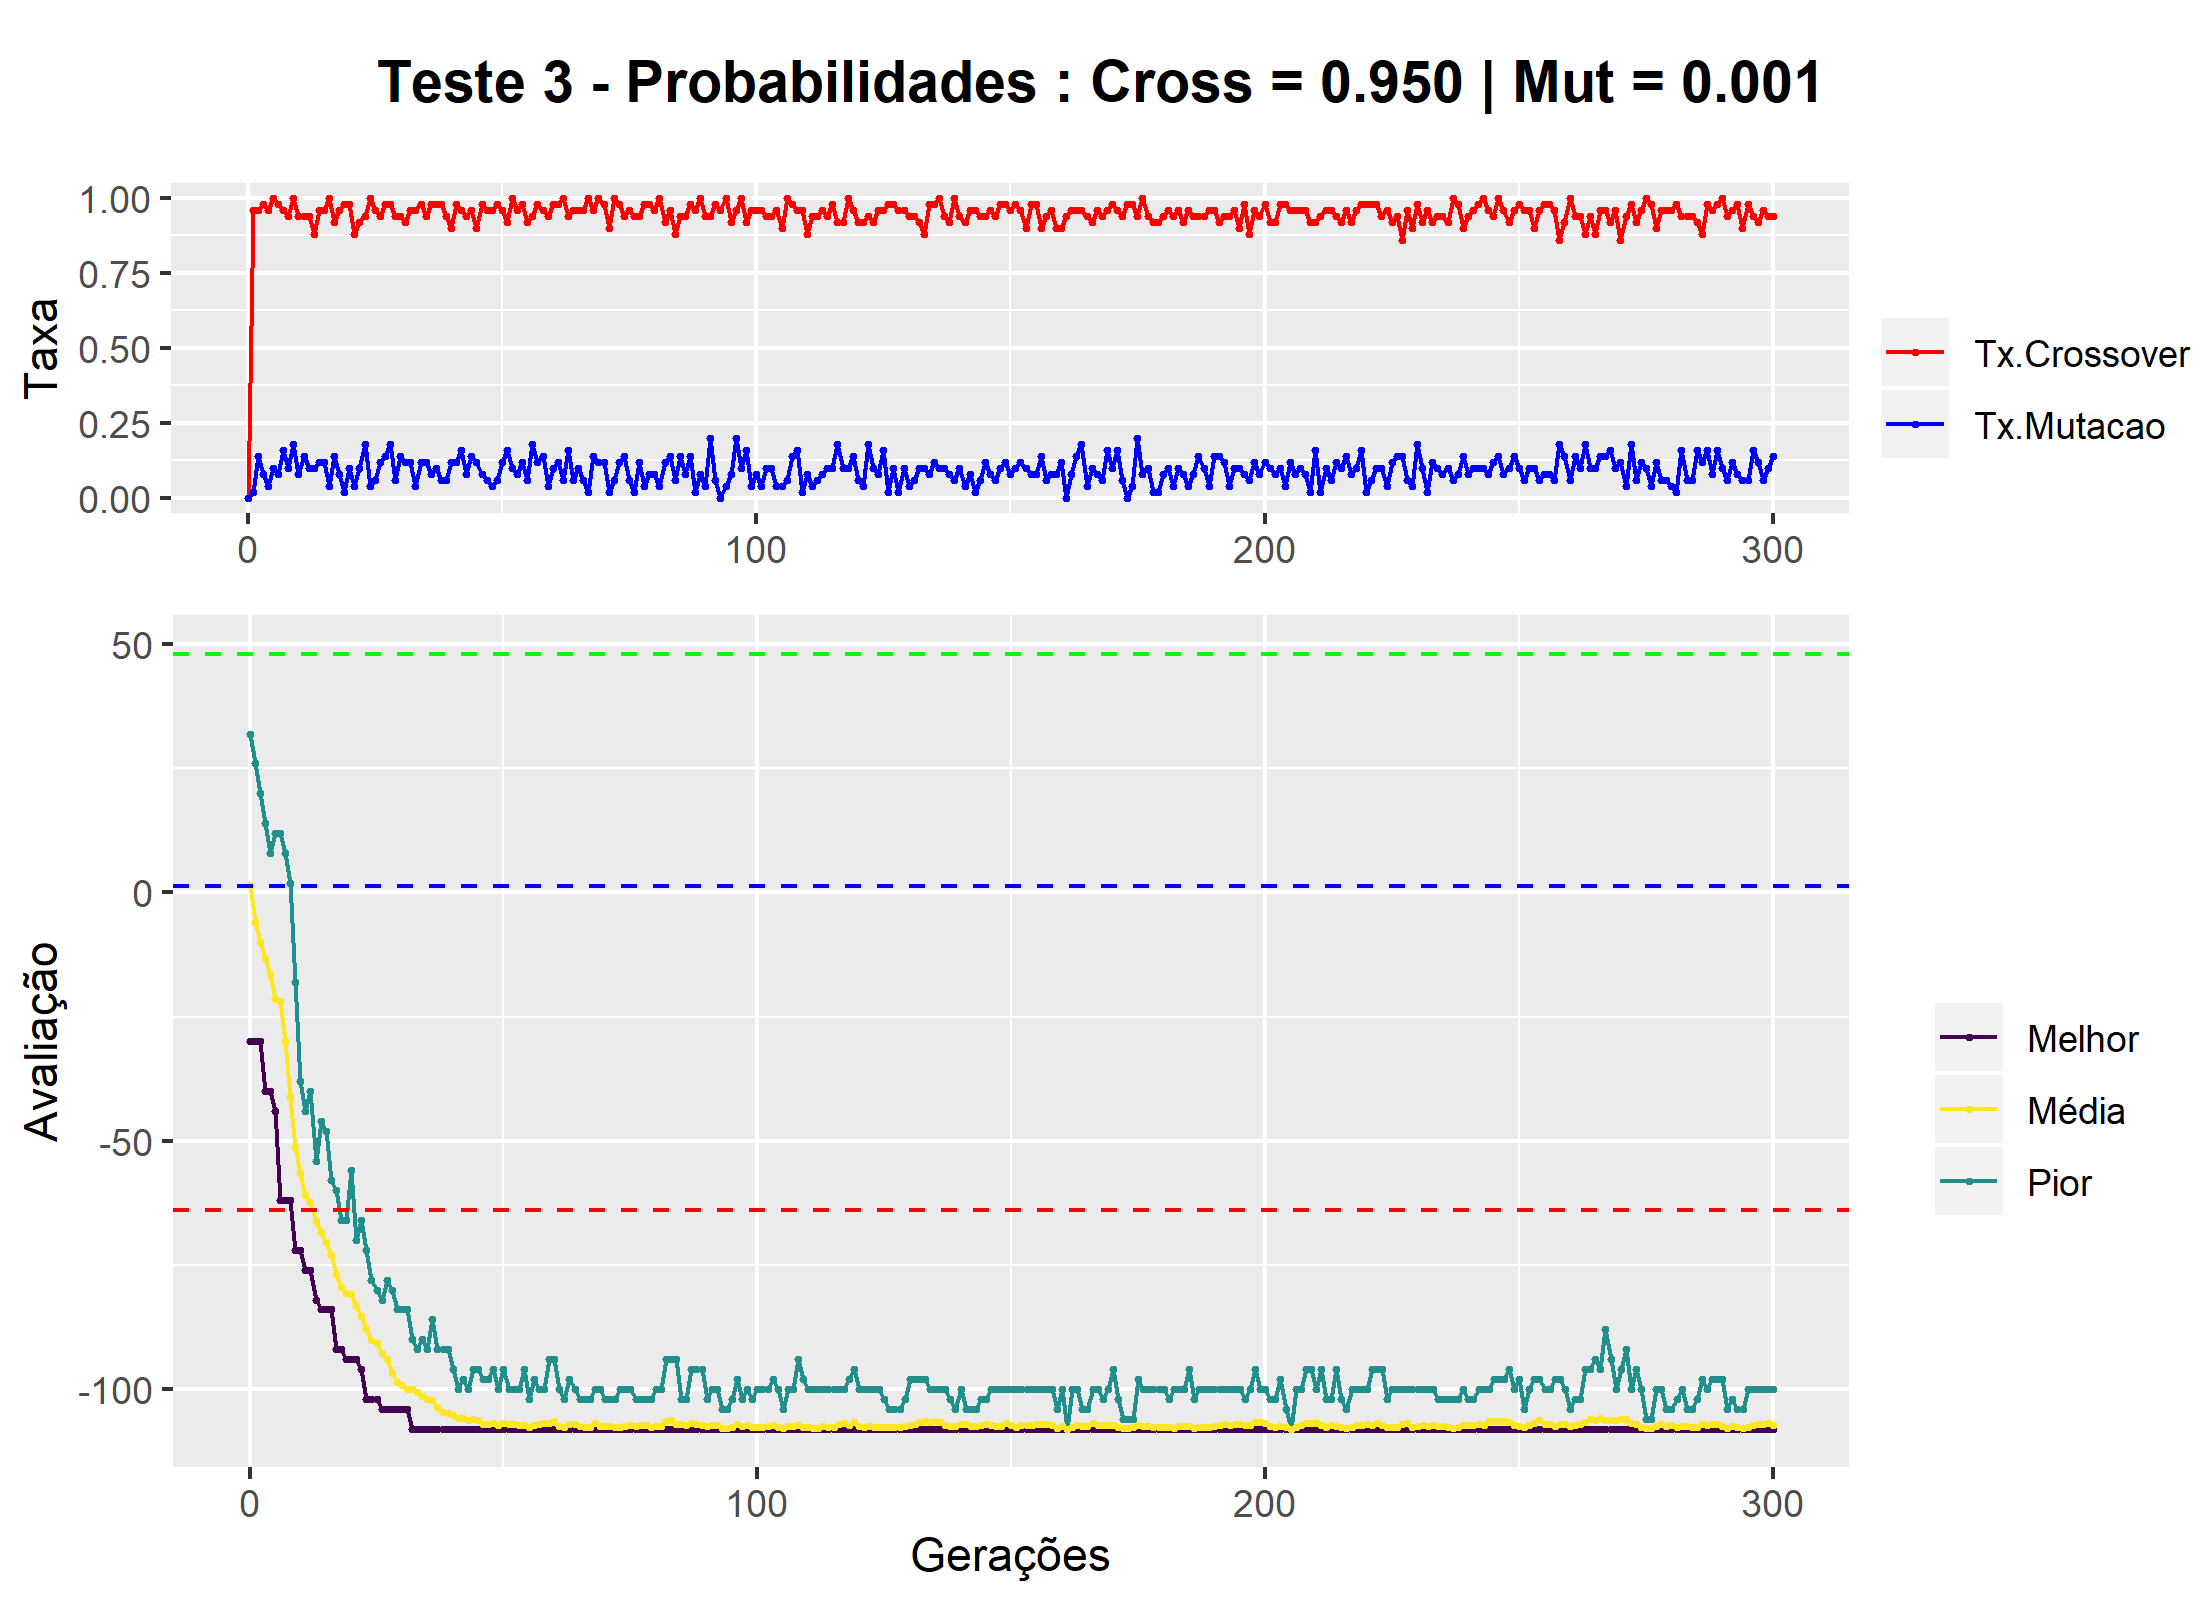 Teste 3 - Probabilidades : Cross = 0.950 | Mut = 0.001
Taxa
1.00
0.75
0.50
0.25
0.00
0 100 200 300
Tx.Crossover
Tx.Mutacao
Avaliação
50
0
-50
-100
0 100 200 300
Gerações
Melhor
Média
Pior